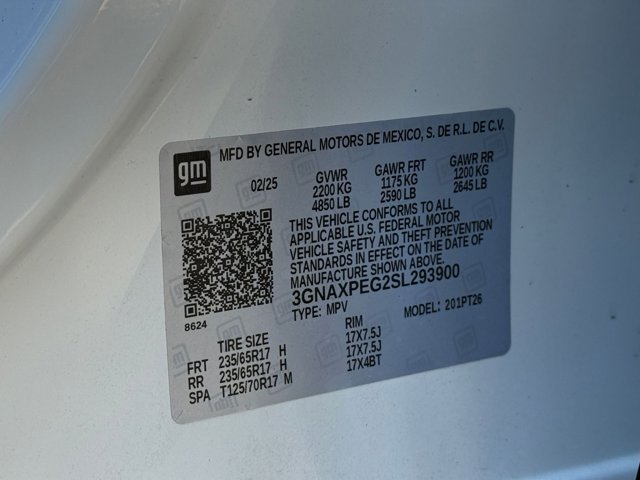 gm
MFD BY GENERAL MOTORS DE MEXICO, S. DE R.L. DE C.V.
02/25 GVWR GAWR FRT GAWR RR
2200 KG 1175 KG 1200 KG
4850 LB 2590 LB 2645 LB
THIS VEHICLE CONFORMS TO ALL
APPLICABLE U.S. FEDERAL MOTOR
VEHICLE SAFETY AND THEFT PREVENTION
STANDARDS IN EFFECT ON THE DATE OF
MANUFACTURE SHOWN ABOVE.
3GNAXPEG2SL293900
TYPE: MPV MODEL: 201PT26
8624
TIRE SIZE RIM
FRT 235/65R17 H 17X7.5J
RR 235/65R17 H 17X7.5J
SPA T125/70R17 M 17X4BT